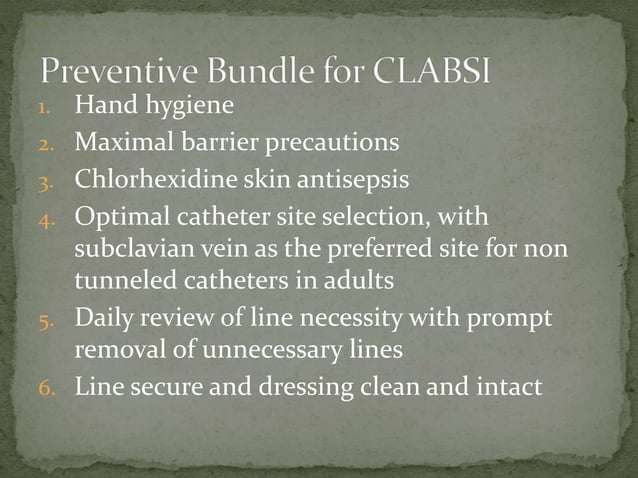 Preventive Bundle for CLABSI
1. Hand hygiene
2. Maximal barrier precautions
3. Chlorhexidine skin antisepsis
4. Optimal catheter site selection, with
subclavian vein as the preferred site for non
tunneled catheters in adults
5. Daily review of line necessity with prompt
removal of unnecessary lines
6. Line secure and dressing clean and intact